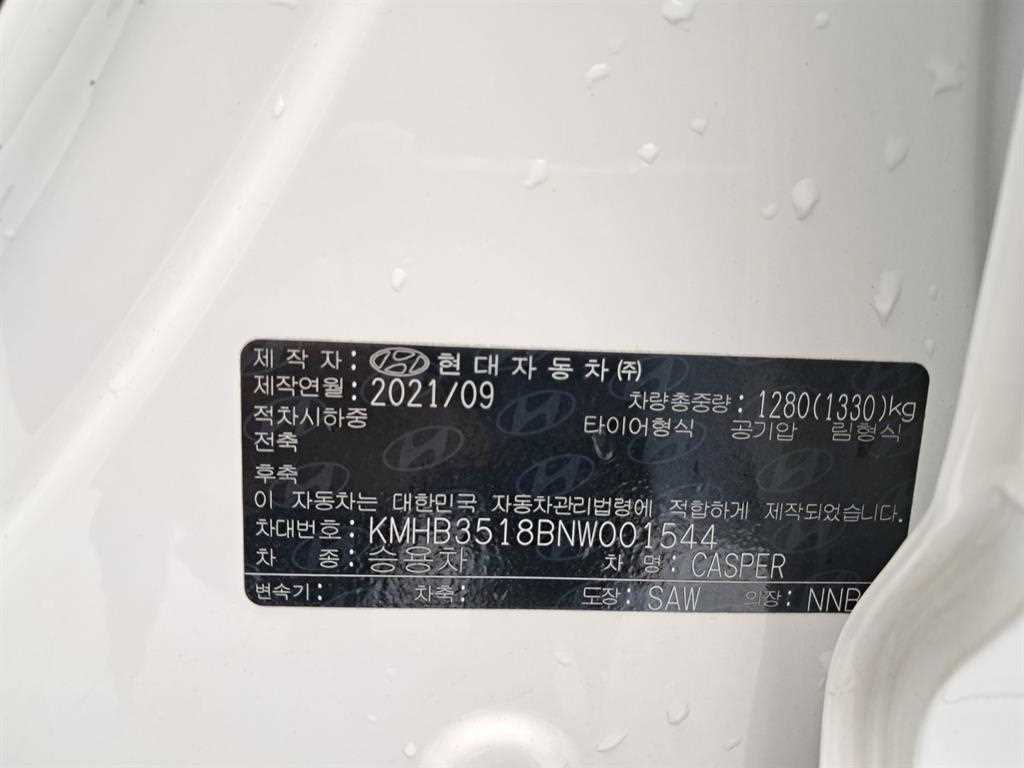 제 작 자 : 현대자동차㈜
제작연월 : 2021/09 차량총중량 : 1280(1330)kg
적차시하중 타이어형식 공기압 림형식
전축
후축
이 자동차는 대한민국 자동차관리법령에 적합하게 제작되었습니다.
차대번호 : KMHB3518BNW001544
차 종 : 승용차 차 명 : CASPER
변속기 : 차축 : 도장 : SAW 의장 : NNB